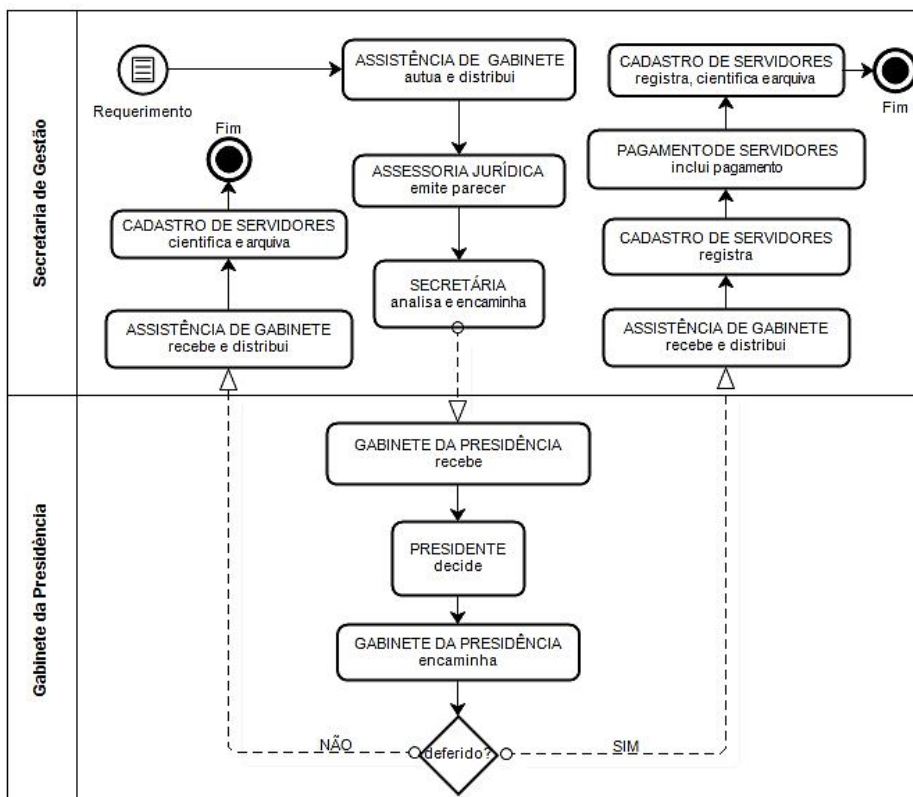 Secretaria de Gestão
Requerimento
ASSISTÊNCIA DE GABINETE
autua e distribui
ASSESSORIA JURÍDICA
emite parecer
SECRETÁRIA
analisa e encaminha
Fim
CADASTRO DE SERVIDORES
cientifica e arquiva
ASSISTÊNCIA DE GABINETE
recebe e distribui
CADASTRO DE SERVIDORES
registra, cientifica e arquiva
Fim
PAGAMENTODE SERVIDORES
inclui pagamento
CADASTRO DE SERVIDORES
registra
ASSISTÊNCIA DE GABINETE
recebe e distribui
Gabinete da Presidência
GABINETE DA PRESIDÊNCIA
recebe
PRESIDENTE
decide
GABINETE DA PRESIDÊNCIA
encaminha
NÃO
deferido?
SIM